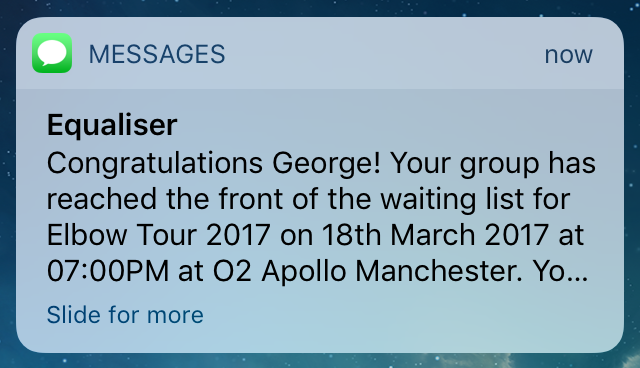 MESSAGES now
Equaliser
Congratulations George! Your group has
reached the front of the waiting list for
Elbow Tour 2017 on 18th March 2017 at
07:00PM at O2 Apollo Manchester. Yo...
Slide for more